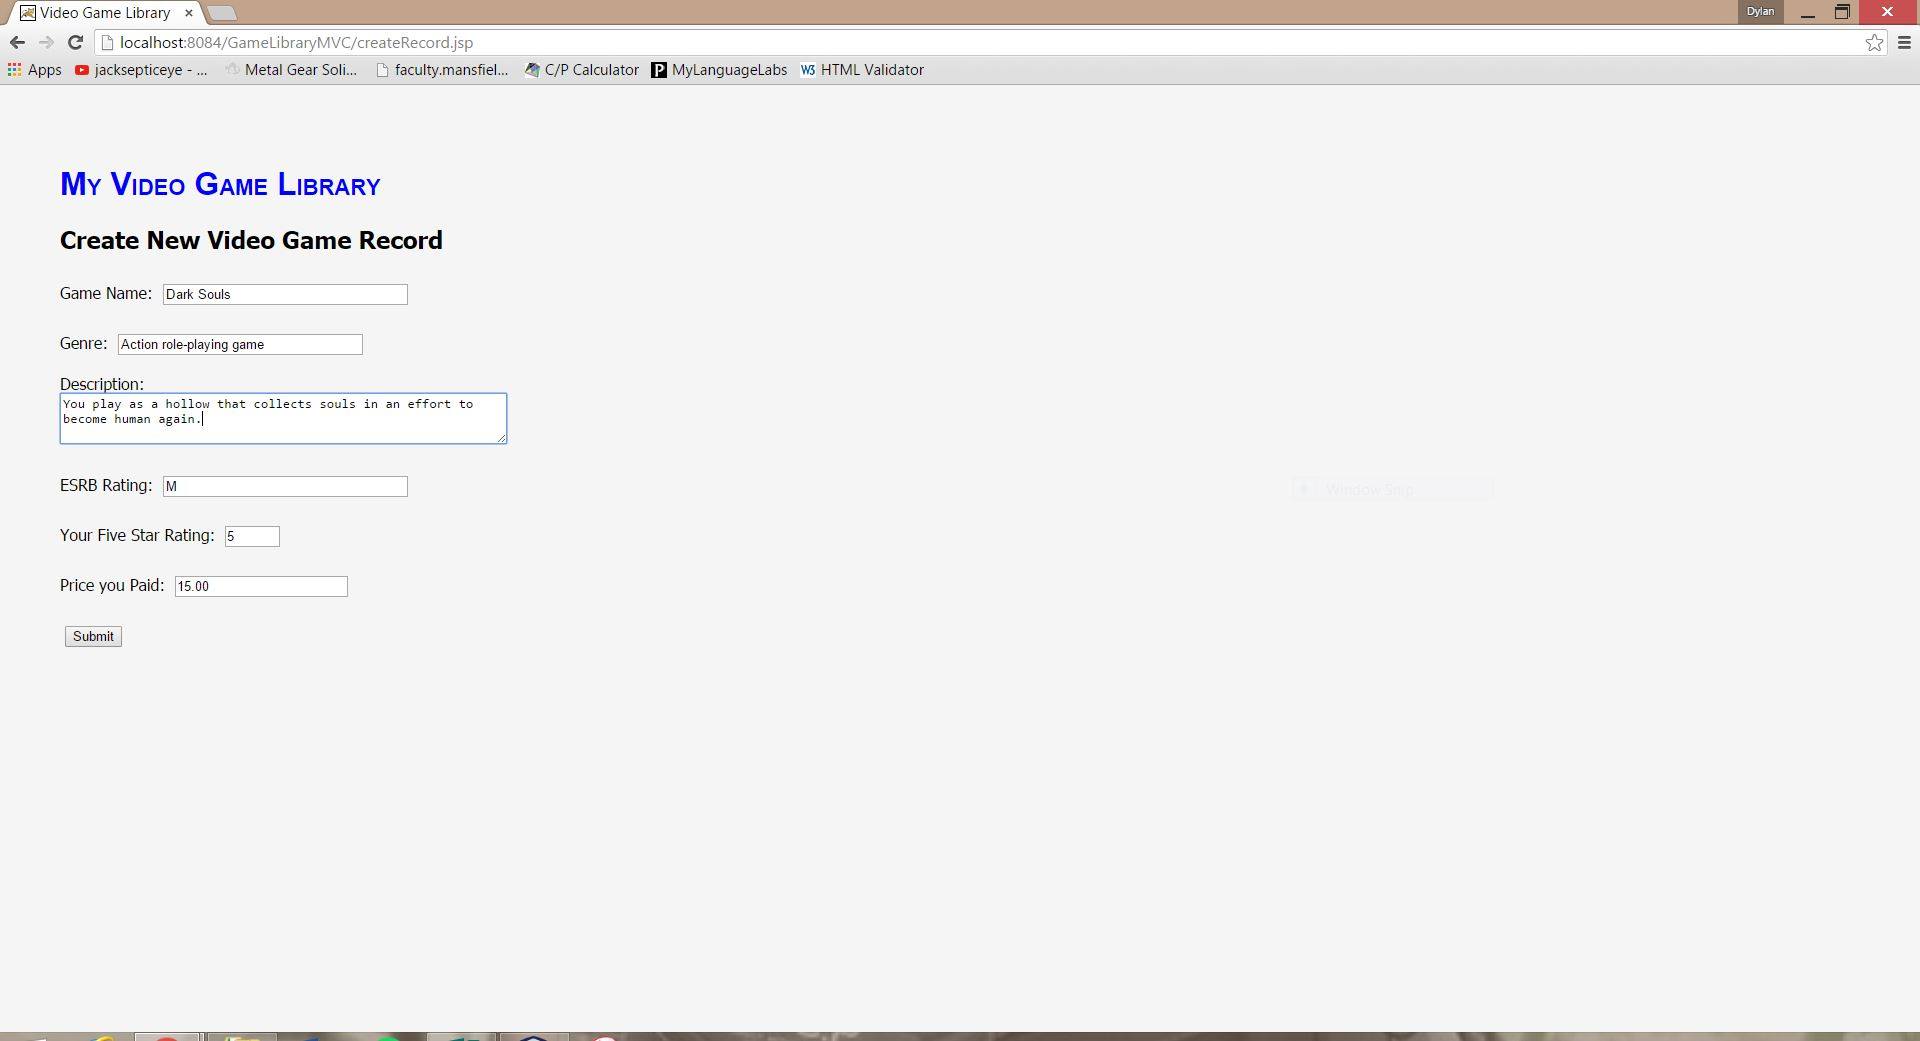 Video Game Library
Dylan
localhost:8084/GameLibraryMVC/createRecord.jsp
Apps
jacksepticeye - ...
Metal Gear Soli...
faculty.mansfiel...
C/P Calculator
P MyLanguageLabs
W3 HTML Validator
My Video Game Library
Create New Video Game Record
Game Name: Dark Souls
Genre: Action role-playing game
Description:
You play as a hollow that collects souls in an effort to
become human again.
Window Snip
ESRB Rating: M
Your Five Star Rating: 5
Price you Paid: 15.00
Submit